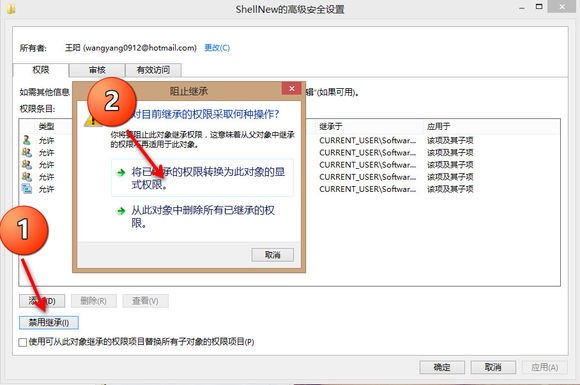 ShellNew的高级安全设置
所有者: 王阳 (wangyang0912@hotmail.com) 更改(C)
权限 审核 有效访问
阻止继承
如需其他信息 辑"(如果可用)。
权限条目:
2
对目前继承的权限采取何种操作?
你将要阻止此对象继承权限，这意味着从父对象中继承
的权限不再适用于此对象。
类型 继承于 应用于
允许 CURRENT_USER\Softwar... 该项及其子项
允许 CURRENT_USER\Softwar... 该项及其子项
允许 CURRENT_USER\Softwar... 该项及其子项
允许 CURRENT_USER\Softwar... 该项及其子项
允许 CURRENT_USER\Softwar... 该项及其子项
将已继承的权限转换为此对象的显
式权限。
从此对象中删除所有已继承的权
限。
取消
1
添加(D) 删除(R) 查看(V)
禁用继承(I)
使用可从此对象继承的权限项目替换所有子对象的权限项目(P)
确定 取消 应用(A)